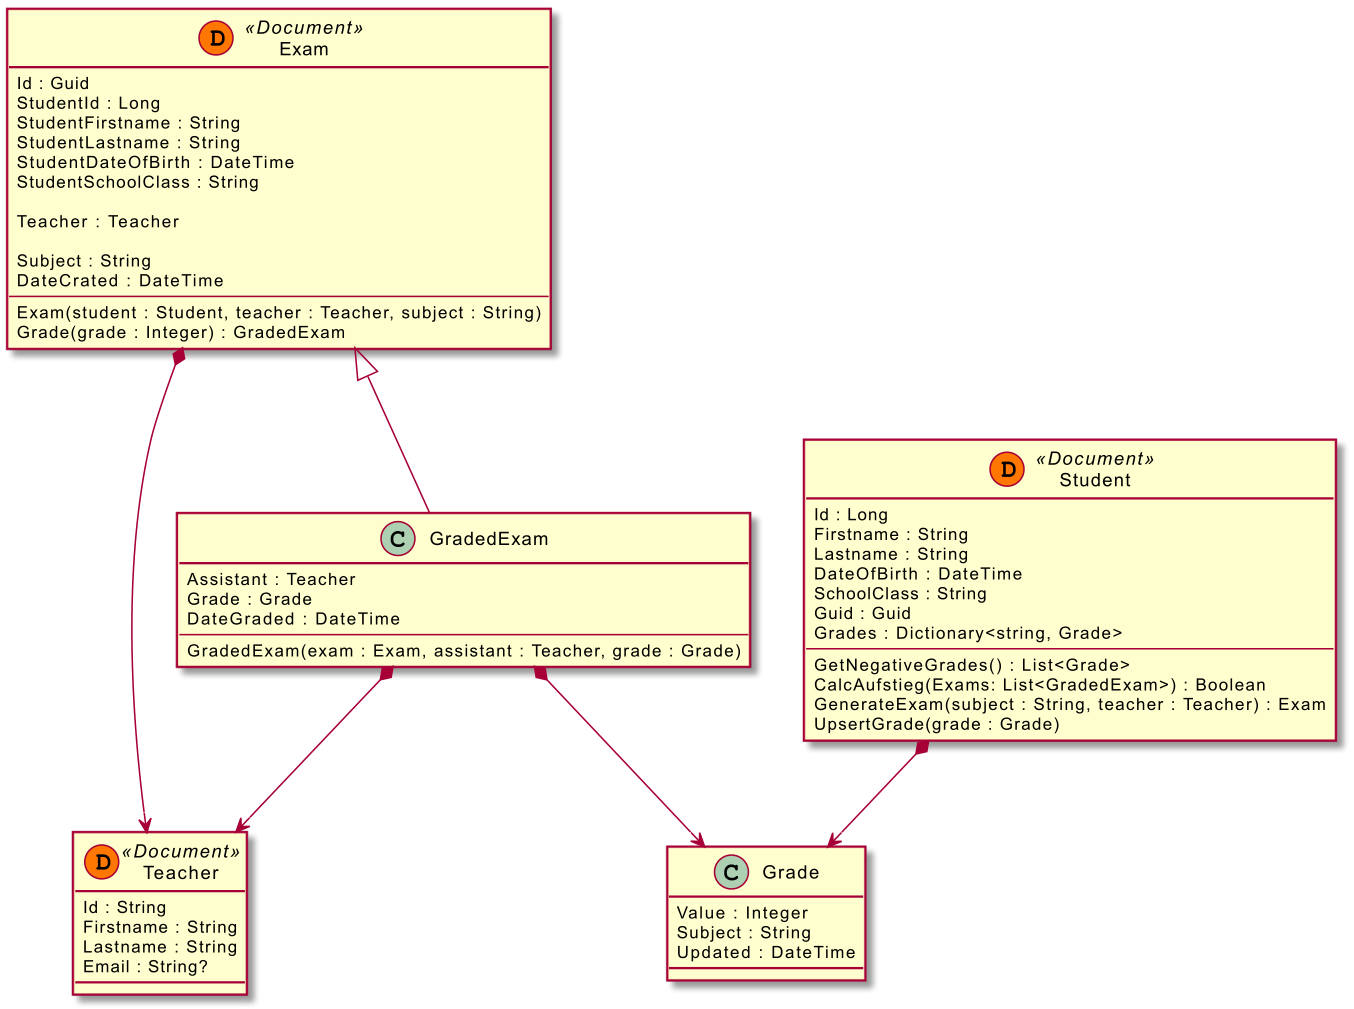 D «Document»
Exam
Id : Guid
StudentId : Long
StudentFirstname : String
StudentLastname : String
StudentDateOfBirth : DateTime
StudentSchoolClass : String
Teacher : Teacher
Subject : String
DateCrated : DateTime
Exam(student : Student, teacher : Teacher, subject : String)
Grade(grade : Integer) : GradedExam
D «Document»
Student
Id : Long
Firstname : String
Lastname : String
DateOfBirth : DateTime
SchoolClass : String
Guid : Guid
Grades : Dictionary<string, Grade>
GetNegativeGrades() : List<Grade>
CalcAufstieg(Exams: List<GradedExam>) : Boolean
GenerateExam(subject : String, teacher : Teacher) : Exam
UpsertGrade(grade : Grade)
C GradedExam
Assistant : Teacher
Grade : Grade
DateGraded : DateTime
GradedExam(exam : Exam, assistant : Teacher, grade : Grade)
D «Document»
Teacher
Id : String
Firstname : String
Lastname : String
Email : String?
C Grade
Value : Integer
Subject : String
Updated : DateTime